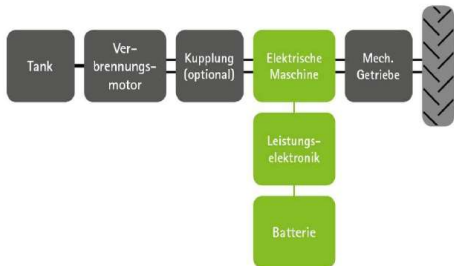 Tank
Ver-
brennungs-
motor
Kupplung
(optional)
Elektrische
Maschine
Mech.
Getriebe
Leistungs-
elektronik
Batterie